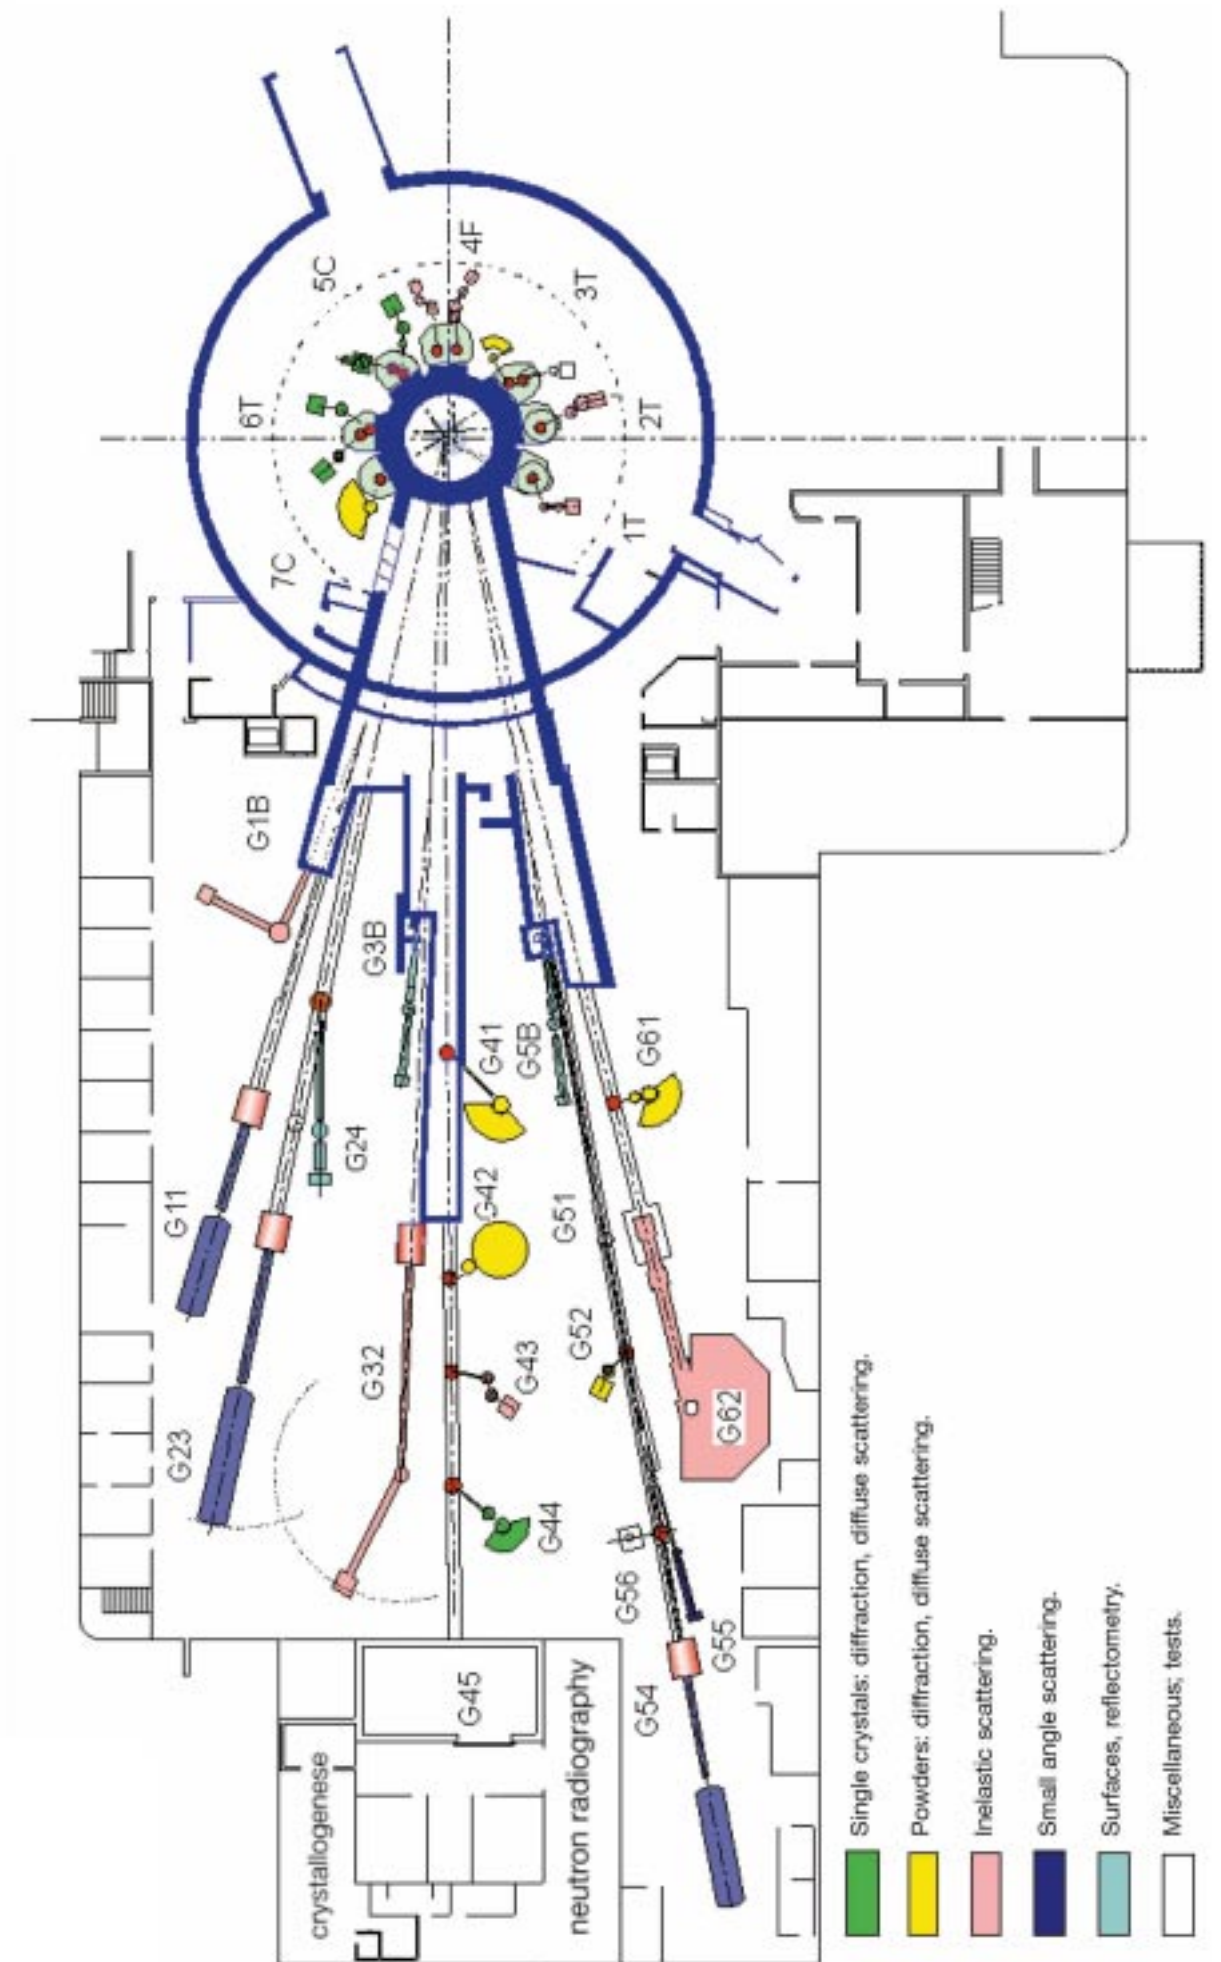 5C
4F
3T
6T
2T
7C
1T
G1B
G3B
G5B
G41
G61
G24
G11
G42
G51
G32
G43
G52
G62
G23
G44
G56
G55
G54
G45
crystallogenese
neutron radiography
Single crystals: diffraction, diffuse scattering.
Powders: diffraction, diffuse scattering.
Inelastic scattering.
Small angle scattering.
Surfaces, reflectometry.
Miscellaneous; tests.